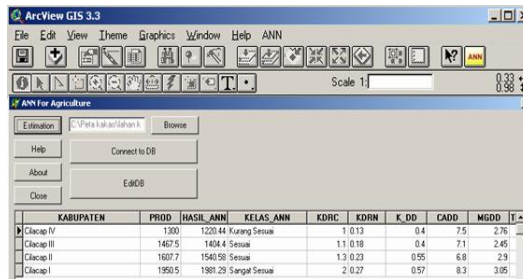 ArcView GIS 3.3
File Edit View Theme Graphics Window Help ANN
ANN
Scale 1:
0.33
0.98
ANN For Agriculture
Estimation C:\Peta kakao\lahan k Browse
Help Connect to DB
About
EditDB
Close
KABUPATEN PROD HASIL_ANN KELAS_ANN KDRC KDRN K_DD CADD MGDD T
Cilacap IV 1300 1220.44 Kurang Sesuai 1 0.13 0.4 7.5 2.76
Cilacap III 1467.5 1404.4 Sesuai 1.1 0.18 0.4 7.1 2.45
Cilacap II 1607.7 1540.58 Sesuai 1.3 0.23 0.55 6.8 2.9
Cilacap I 1950.5 1981.29 Sangat Sesuai 2 0.27 0.57 8.3 3.05